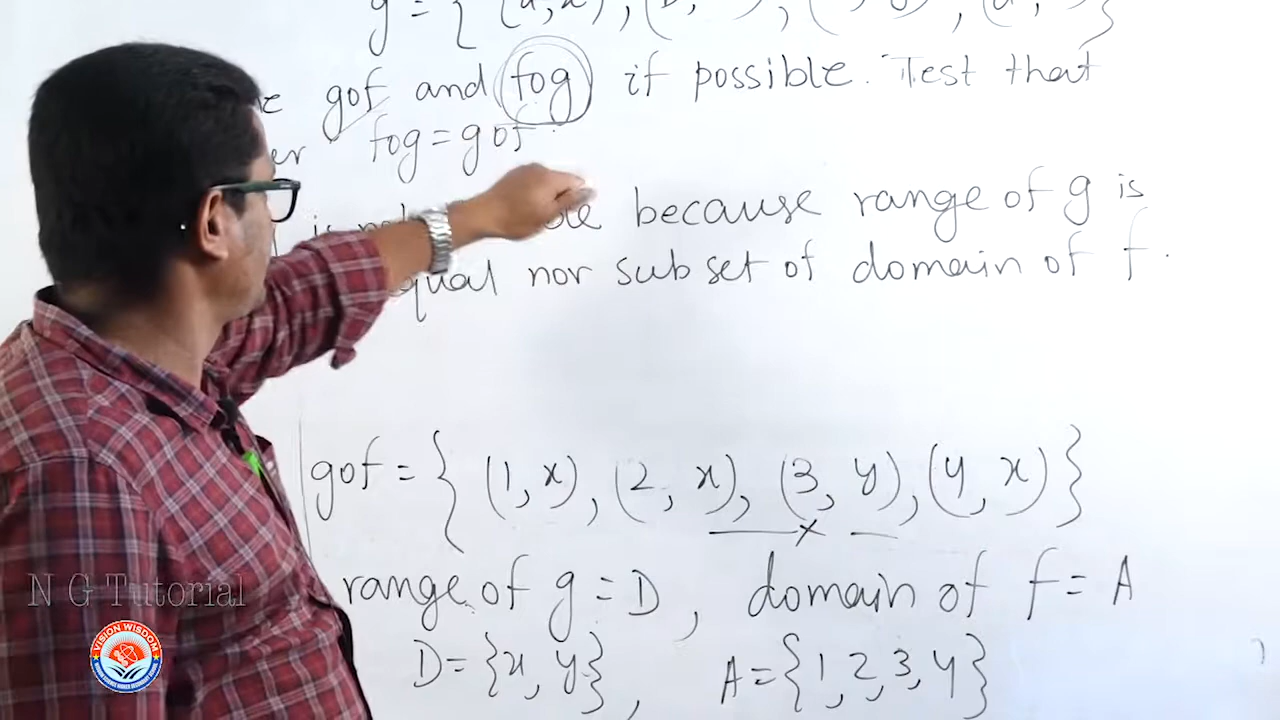 g = {
gof and fog if possible. Test that
fog = gof
because range of g is
equal nor subset of domain of f.
gof = { (1, x), (2, x), (3, y), (4, x) }
range of g = D, domain of f = A
D = {x, y}, A = {1, 2, 3, 4}
N G Tutorial
VISION WISDOM